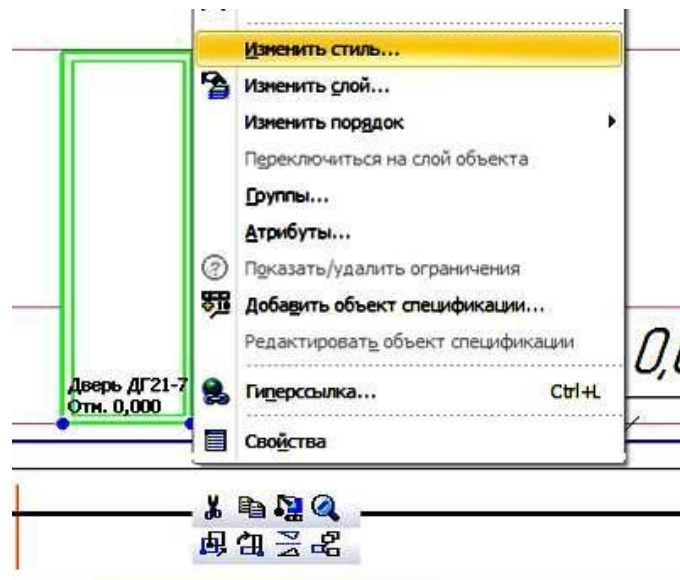 Изменить стиль...
Изменить слой...
Изменить порядок
Переключиться на слой объекта
Группы...
Атрибуты...
Показать/удалить ограничения
Добавить объект спецификации...
Редактировать объект спецификации
Гиперссылка... Ctrl+L
Свойства
Дверь ДГ21-7
Отн. 0,000